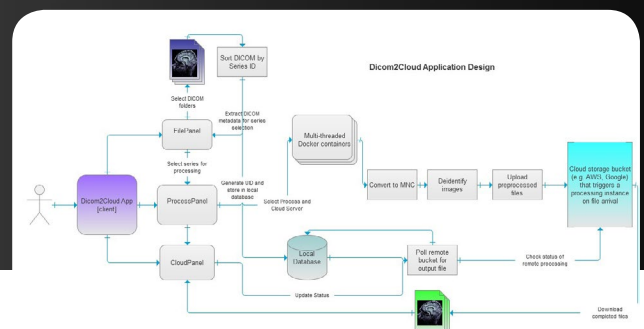 Dicom2Cloud Application Design
Sort DICOM by
Series ID
Select DICOM
folders
Extract DICOM
metadata for series
selection
FilePanel
Multi-threaded
Docker containers
Select series for
processing
Cloud storage bucket
(e.g. AWS, Google)
that triggers a
processing instance
on file arrival
Convert to MNC
Deidentify
images
Upload
preprocessed
files
Generate UID and
store in local
database
Dicom2Cloud App
[client]
ProcessPanel
Select Process and
Cloud Server
CloudPanel
Local
Database
Poll remote
bucket for
output file
Check status of
remote processing
Update Status
Download
completed files